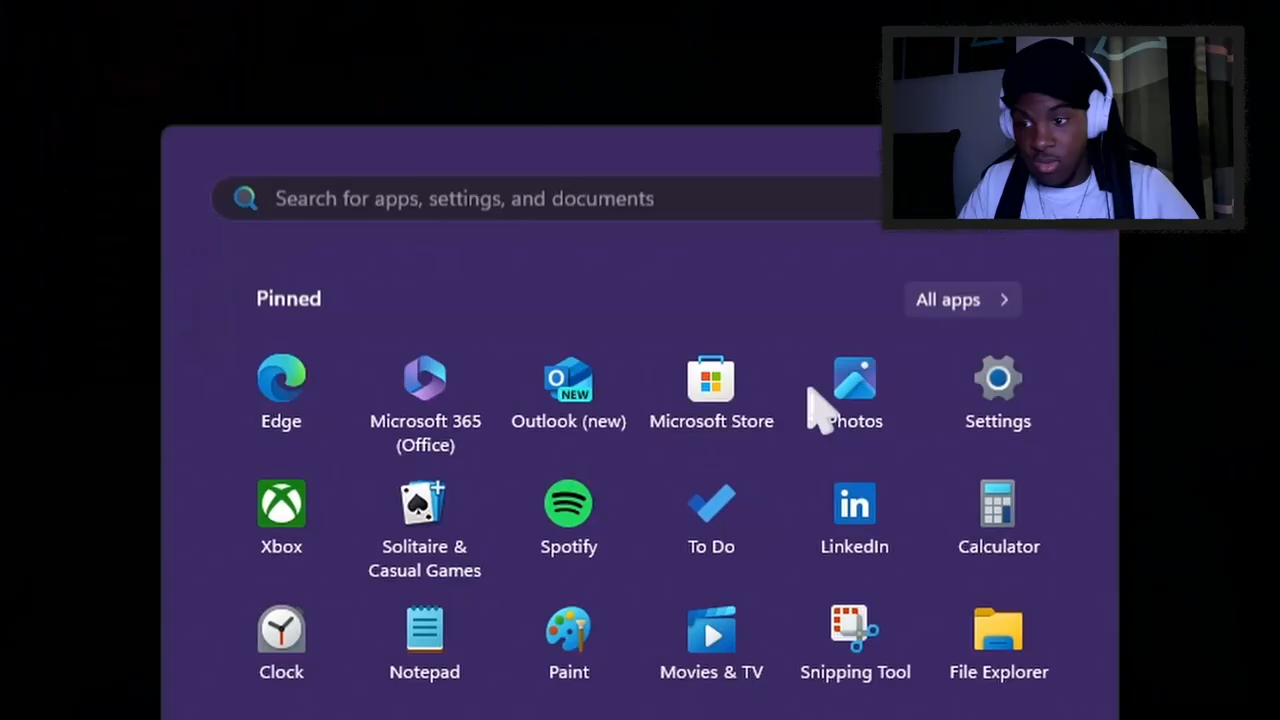 Search for apps, settings, and documents
Pinned
All apps
Edge
Microsoft 365
(Office)
O
NEW
Outlook (new)
Microsoft Store
Photos
Settings
Xbox
Solitaire &
Casual Games
Spotify
To Do
in
LinkedIn
Calculator
Clock
Notepad
Paint
Movies & TV
Snipping Tool
File Explorer